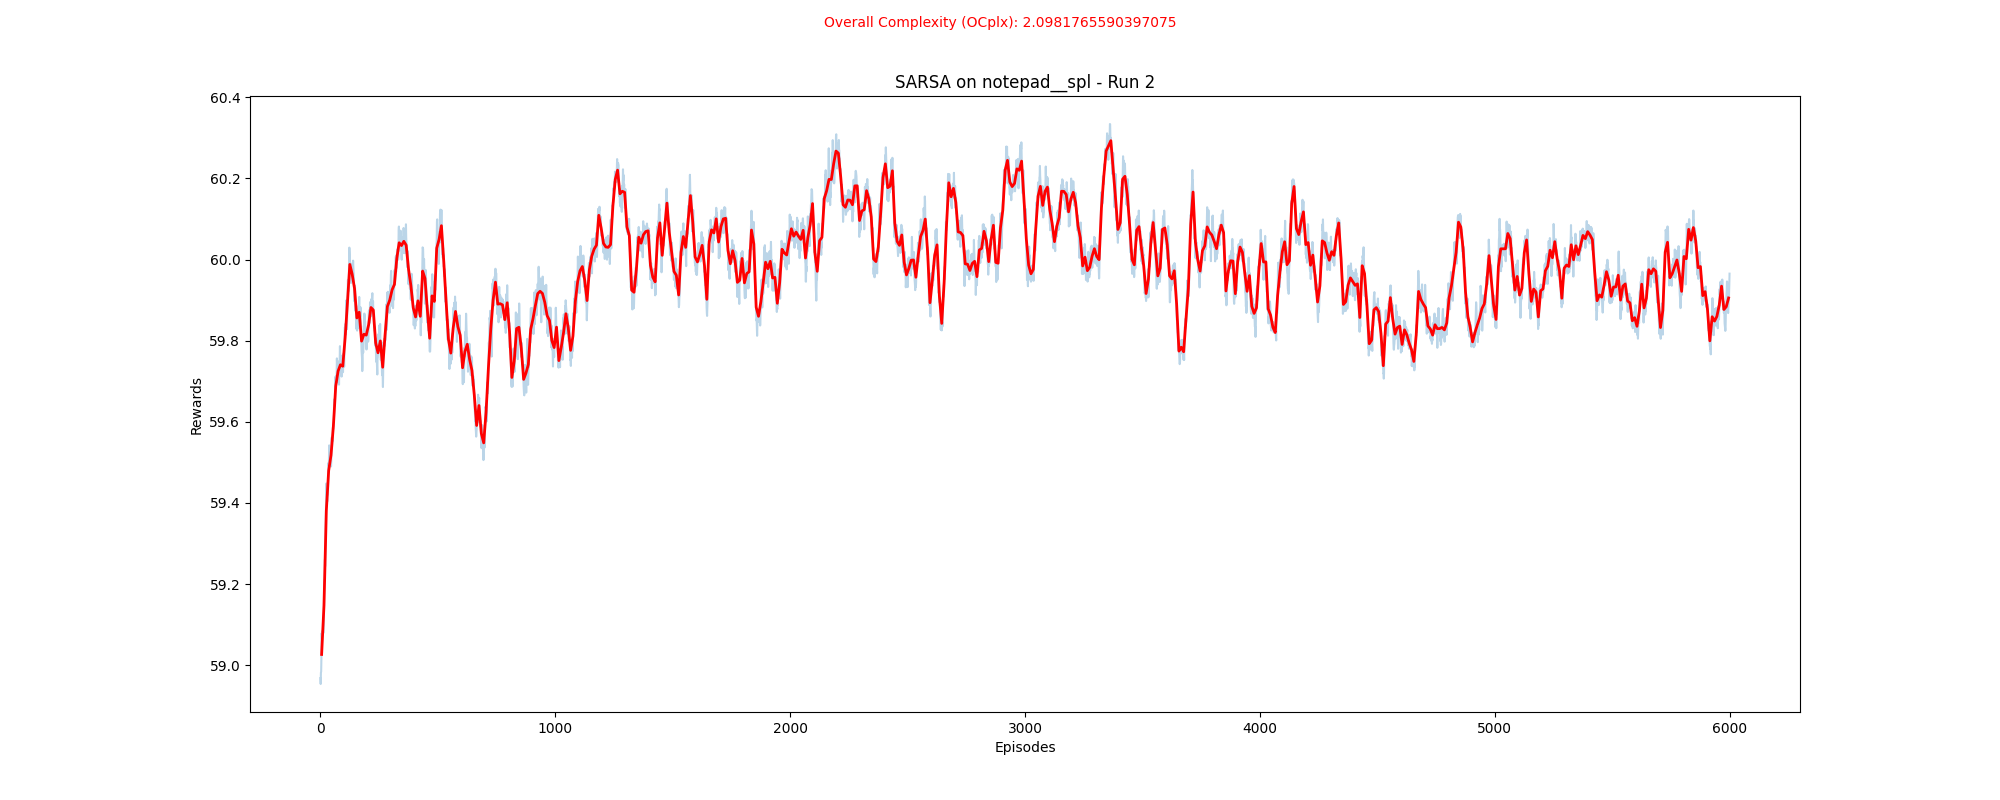 Overall Complexity (OCplx): 2.0981765590397075
SARSA on notepad__spl - Run 2
60.4
60.2
60.0
59.8
59.6
59.4
59.2
59.0
Rewards
0 1000 2000 3000 4000 5000 6000
Episodes